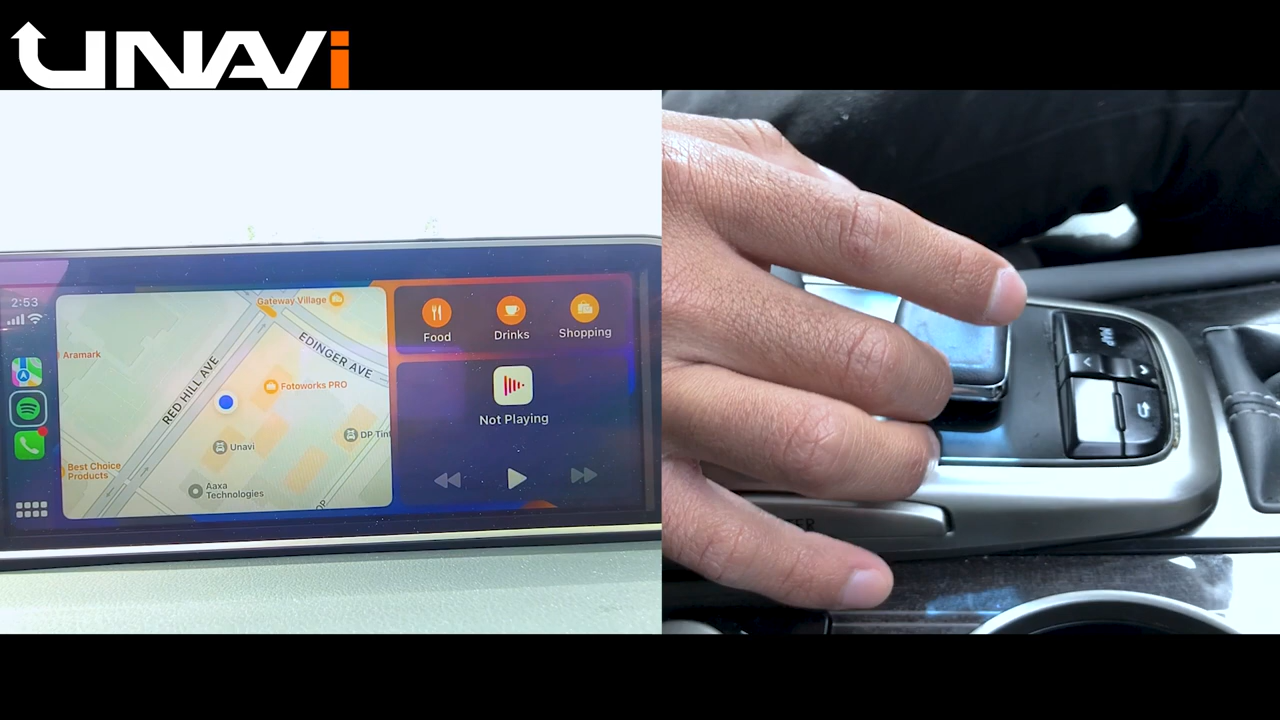 UNAVi
2:53
Gateway Village
Food
Drinks
Shopping
Aramark
RED HILL AVE
EDINGER AVE
Fotoworks PRO
Not Playing
Unavi
DP Tint
Best Choice
Products
Aaxa
Technologies
MAP